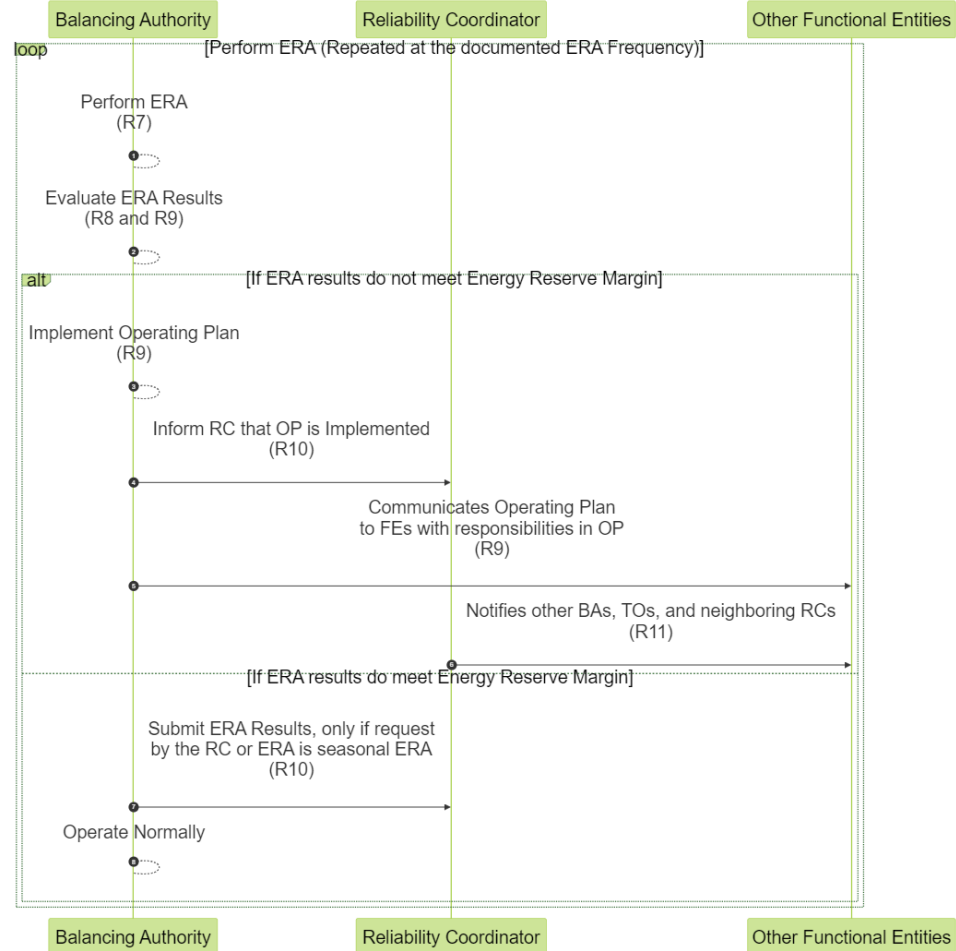 Balancing Authority
Reliability Coordinator
Other Functional Entities
loop
[Perform ERA (Repeated at the documented ERA Frequency)]
Perform ERA
(R7)
1
Evaluate ERA Results
(R8 and R9)
2
alt
[If ERA results do not meet Energy Reserve Margin]
Implement Operating Plan
(R9)
3
Inform RC that OP is Implemented
(R10)
4
Communicates Operating Plan
to FEs with responsibilities in OP
(R9)
5
Notifies other BAs, TOs, and neighboring RCs
(R11)
6
[If ERA results do meet Energy Reserve Margin]
Submit ERA Results, only if request
by the RC or ERA is seasonal ERA
(R10)
7
Operate Normally
8
Balancing Authority
Reliability Coordinator
Other Functional Entities